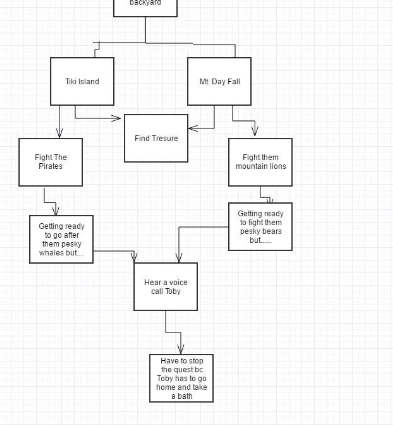 backyard
Tiki Island
Mt. Day Fall
Find Tresure
Fight The
Pirates
Fight them
mountain lions
Getting ready
to go after
them pesky
whales but....
Getting ready
to fight them
pesky bears
but......
Hear a voice
call Toby
Have to stop
the quest bc
Toby has to go
home and take
a bath